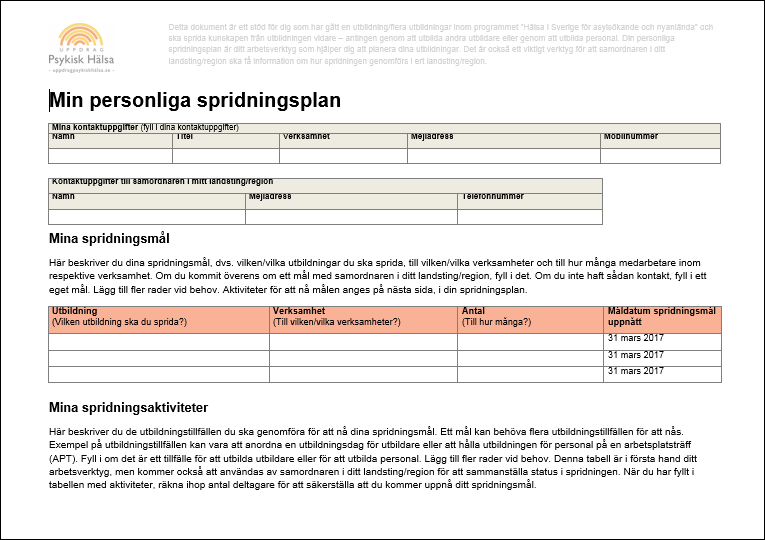 UPPDRAG
Psykisk Hälsa
- uppdragpsykiskhälsa.se -
Detta dokument är ett stöd för dig som har gått en utbildning/flera utbildningar inom programmet "Hälsa i Sverige för asylsökande och nyanlända" och
ska sprida kunskapen från utbildningen vidare – antingen genom att utbilda andra utbildare eller genom att utbilda personal. Din personliga
spridningsplan är ditt arbetsverktyg som hjälper dig att planera dina utbildningar. Det är också ett viktigt verktyg för att samordnaren i ditt
landsting/region ska få information om hur spridningen genomförs i ert landsting/region.
Min personliga spridningsplan
Mina kontaktuppgifter (fyll i dina kontaktuppgifter)
Namn Titel Verksamhet Mejladress Mobilnummer
Kontaktuppgifter till samordnaren i mitt landsting/region
Namn Mejladress Telefonnummer
Mina spridningsmål
Här beskriver du dina spridningsmål, dvs. vilken/vilka utbildningar du ska sprida, till vilken/vilka verksamheter och till hur många medarbetare inom
respektive verksamhet. Om du kommit överens om ett mål med samordnaren i ditt landsting/region, fyll i det. Om du inte haft sådan kontakt, fyll i ett
eget mål. Lägg till fler rader vid behov. Aktiviteter för att nå målen anges på nästa sida, i din spridningsplan.
Utbildning Verksamhet Antal Måldatum spridningsmål
(Vilken utbildning ska du sprida?) (Till vilken/vilka verksamheter?) (Till hur många?) uppnått
31 mars 2017
31 mars 2017
31 mars 2017
Mina spridningsaktiviteter
Här beskriver du de utbildningstillfällen du ska genomföra för att nå dina spridningsmål. Ett mål kan behöva flera utbildningstillfällen för att nås.
Exempel på utbildningstillfällen kan vara att anordna en utbildningsdag för utbildare eller att hålla utbildningen för personal på en arbetsplatsträff
(APT). Fyll i om det är ett tillfälle för att utbilda utbildare eller för att utbilda personal. Lägg till fler rader vid behov. Denna tabell är i första hand ditt
arbetsverktyg, men kommer också att användas av samordnaren i ditt landsting/region för att sammanställa status i spridningen. När du har fyllt i
tabellen med aktiviteter, räkna ihop antal deltagare för att säkerställa att du kommer uppnå ditt spridningsmål.